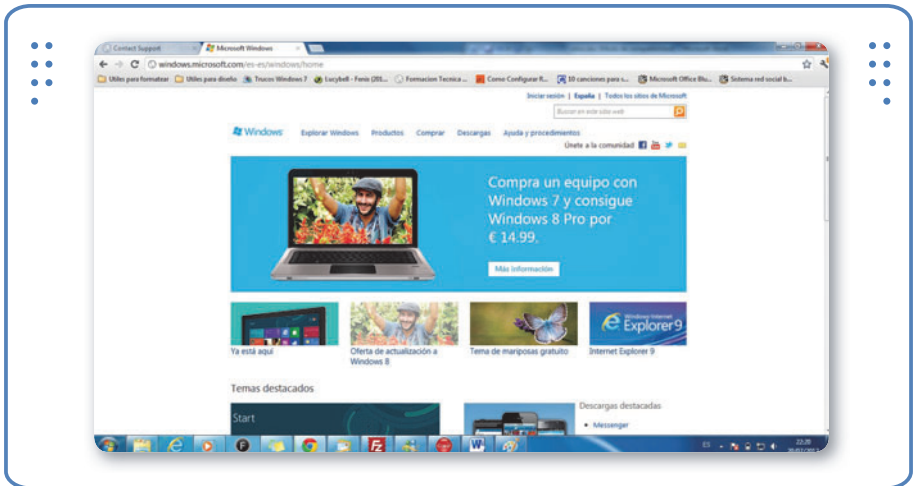 Contact Support
Microsoft Windows
windows.microsoft.com/es-es/windows/home
Utiles para formatear
Utiles para diseño
Trucos Windows 7
Lucybell - Fenix (201...
Formacion Tecnica ...
Como Configurar R...
10 canciones para s...
Microsoft Office Blu...
Sistema red social b...
Iniciar sesión | España | Todos los sitios de Microsoft
Buscar en este sitio web
Windows
Explorar Windows Productos Comprar Descargas Ayuda y procedimientos
Únete a la comunidad
Compra un equipo con
Windows 7 y consigue
Windows 8 Pro por
€ 14.99.
Más información
Windows Internet
Explorer 9
Ya está aquí
Oferta de actualización a
Windows 8
Tema de mariposas gratuito
Internet Explorer 9
Temas destacados
Start
Descargas destacadas
Messenger
ES
22:20